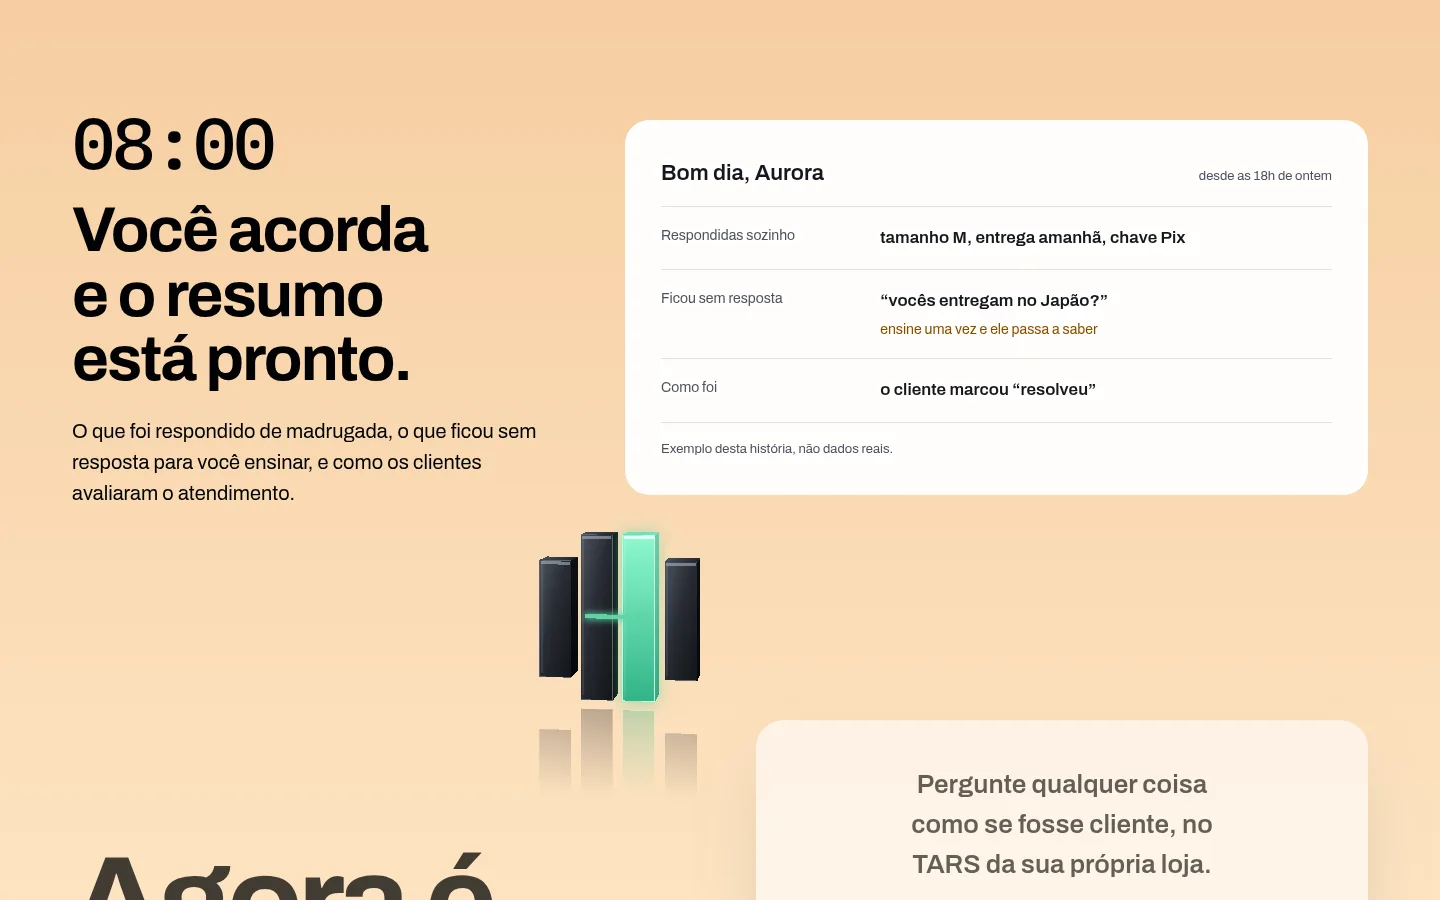 08:00
Você acorda
e o resumo
está pronto.
O que foi respondido de madrugada, o que ficou sem
resposta para você ensinar, e como os clientes
avaliaram o atendimento.
Bom dia, Aurora
desde as 18h de ontem
Respondidas sozinho
tamanho M, entrega amanhã, chave Pix
Ficou sem resposta
“vocês entregam no Japão?”
ensine uma vez e ele passa a saber
Como foi
o cliente marcou “resolveu”
Exemplo desta história, não dados reais.
Agora é
Pergunte qualquer coisa
como se fosse cliente, no
TARS da sua própria loja.